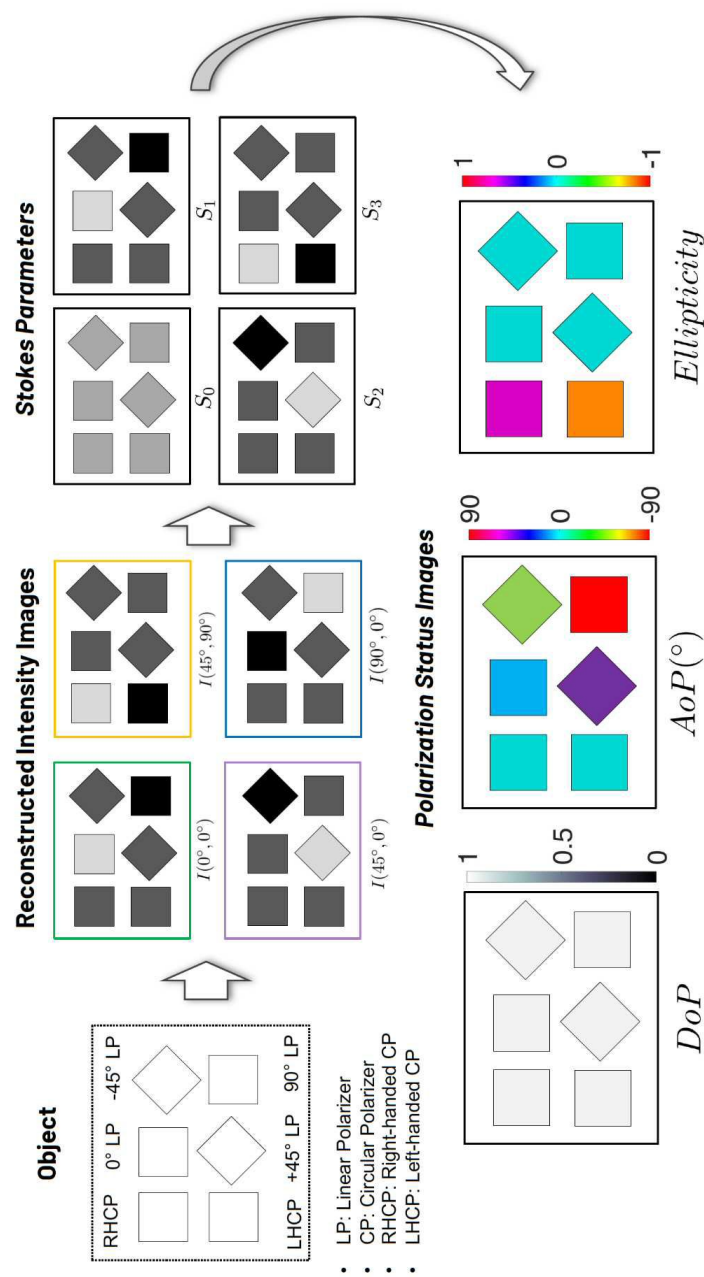 Object
RHCP 0° LP -45° LP
LHCP +45° LP 90° LP
• LP: Linear Polarizer
• CP: Circular Polarizer
• RHCP: Right-handed CP
• LHCP: Left-handed CP
Reconstructed Intensity Images
I(0°, 0°)
I(45°, 90°)
I(45°, 0°)
I(90°, 0°)
Stokes Parameters
S₀
S₁
S₂
S₃
Polarization Status Images
1
0.5
0
DoP
90
0
-90
AoP(°)
1
0
-1
Ellipticity